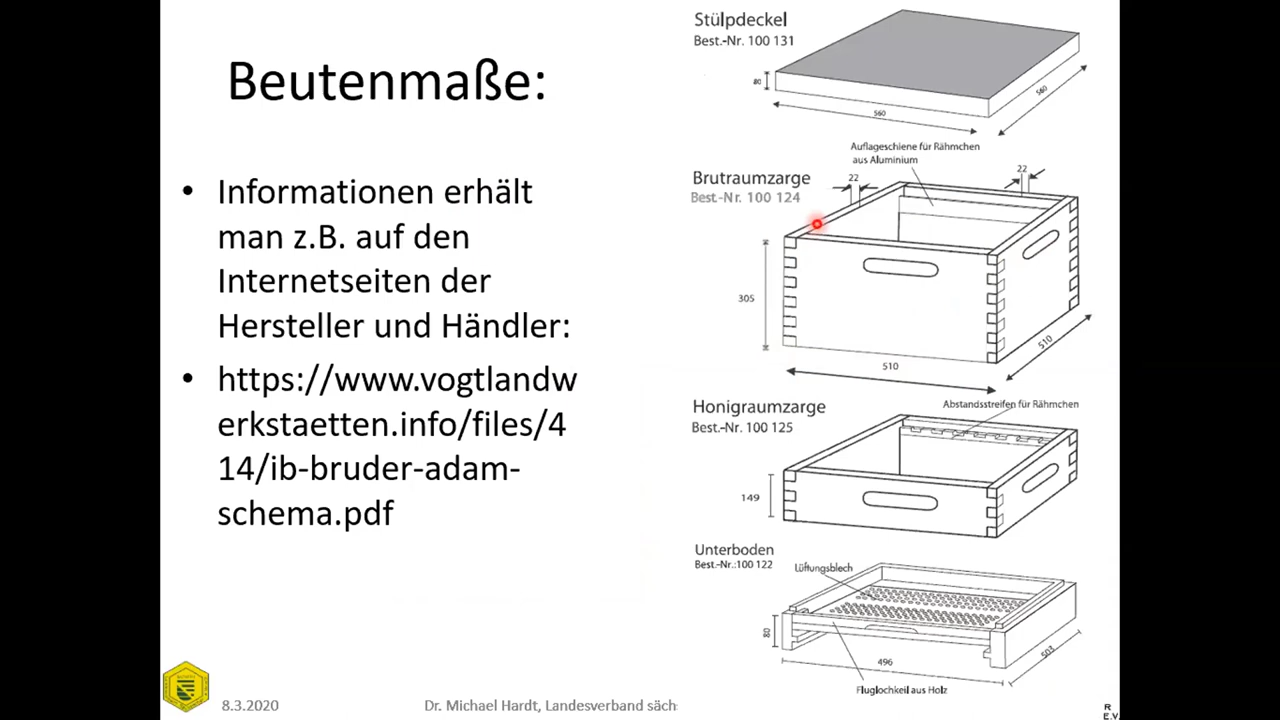 Beutenmaße:
• Informationen erhält
man z.B. auf den
Internetseiten der
Hersteller und Händler:
• https://www.vogtlandw
erkstaetten.info/files/4
14/ib-bruder-adam-
schema.pdf
Stülpdeckel
Best.-Nr. 100 131
80
560
560
Auflageschiene für Rähmchen
aus Aluminium
Brutraumzarge
Best.-Nr. 100 124
22
22
305
510
510
Honigraumzarge
Best.-Nr. 100 125
Abstandsstreifen für Rähmchen
149
Unterboden
Best.-Nr.:100 122
Lüftungsblech
80
496
503
Fluglochkeil aus Holz
8.3.2020
Dr. Michael Hardt, Landesverband säch
R
E.V